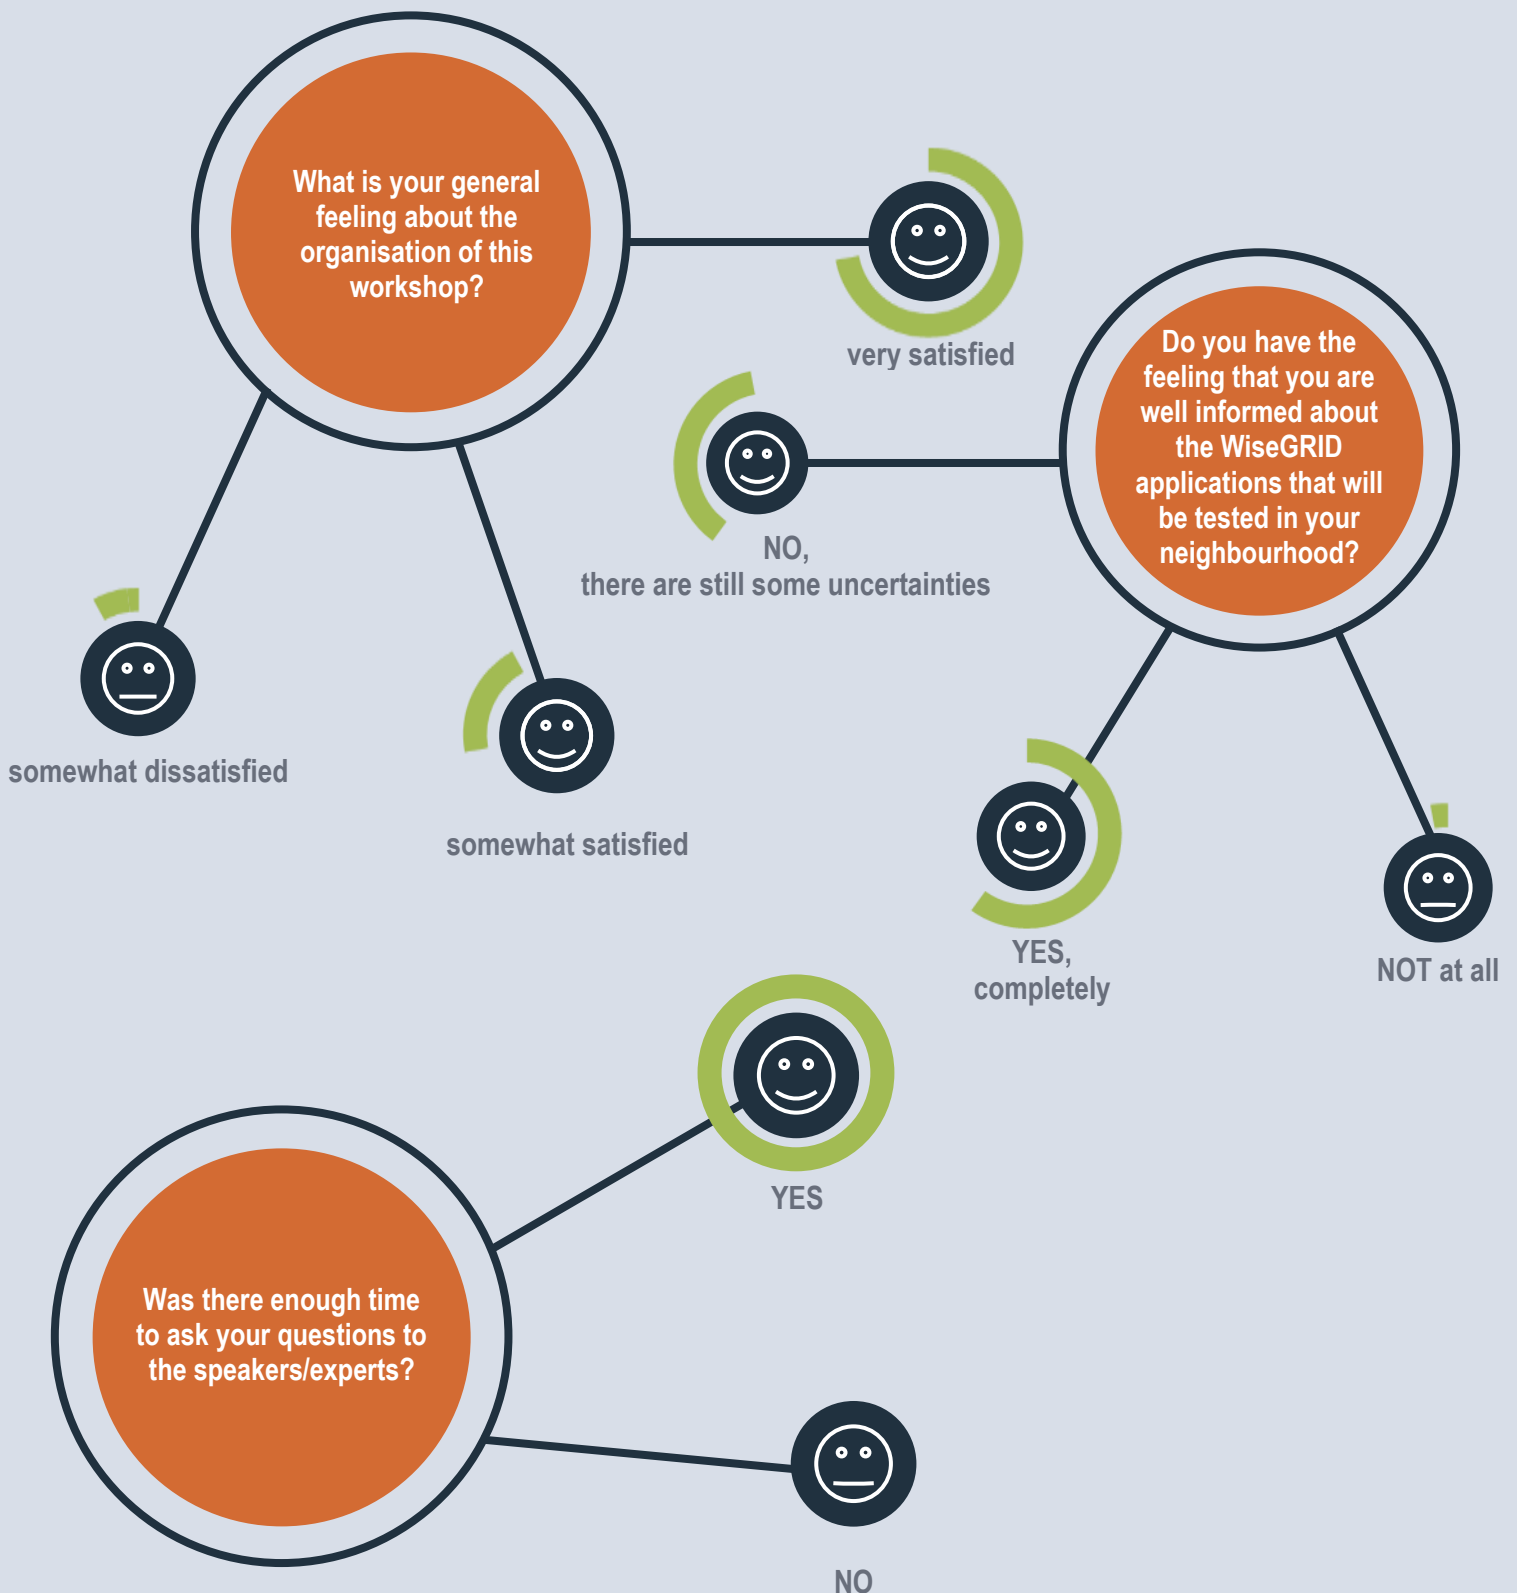 What is your general
feeling about the
organisation of this
workshop?
very satisfied
somewhat dissatisfied
somewhat satisfied
Do you have the
feeling that you are
well informed about
the WiseGRID
applications that will
be tested in your
neighbourhood?
NO,
there are still some uncertainties
YES,
completely
NOT at all
Was there enough time
to ask your questions to
the speakers/experts?
YES
NO